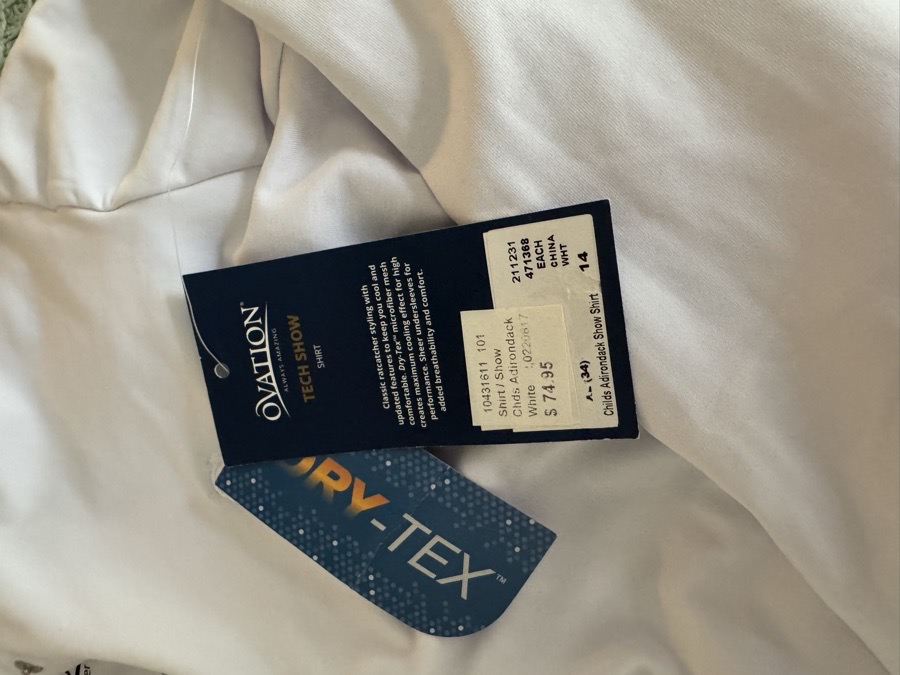 OVATION®
ALWAYS AMAZING
TECH SHOW
SHIRT
Classic ratcatcher styling with
updated features to keep you cool and
comfortable. Dry-Tex™ microfiber mesh
creates maximum cooling effect for high
performance. Sheer undersleeves for
added breathability and comfort.
211231
471368
EACH
CHINA
WHT
14
(34)
Childs Adirondack Show Shirt
10431611 101
Shirt / Show
Chds Adirondack
White
$ 74.95
DRY-TEX™